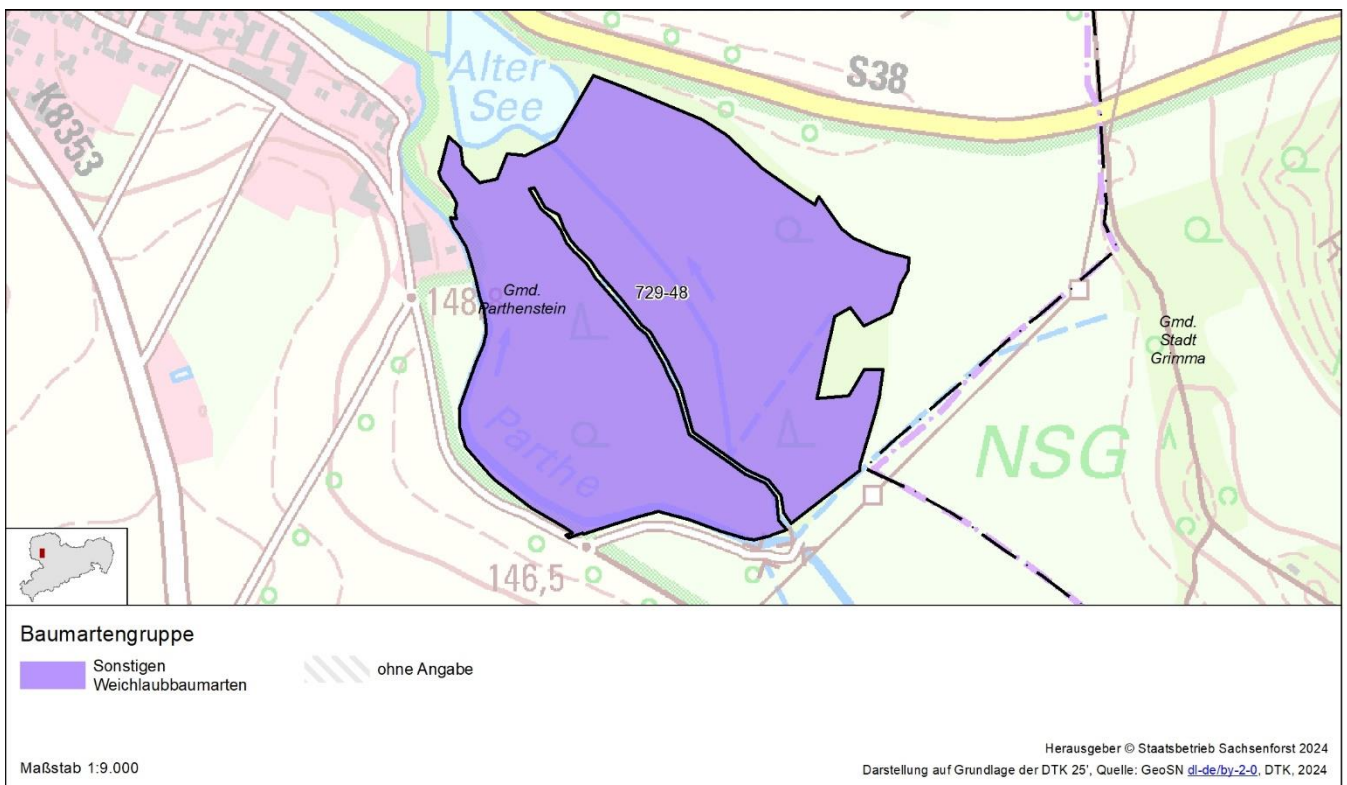 Alter
See
S38
K8353
729-48
Gmd.
Parthenstein
148,8
Gmd.
Stadt
Grimma
Parthe
NSG
146,5
Baumartengruppe
Sonstigen
Weichlaubbaumarten
ohne Angabe
Herausgeber © Staatsbetrieb Sachsenforst 2024
Maßstab 1:9.000
Darstellung auf Grundlage der DTK 25', Quelle: GeoSN dl-de/by-2-0, DTK, 2024